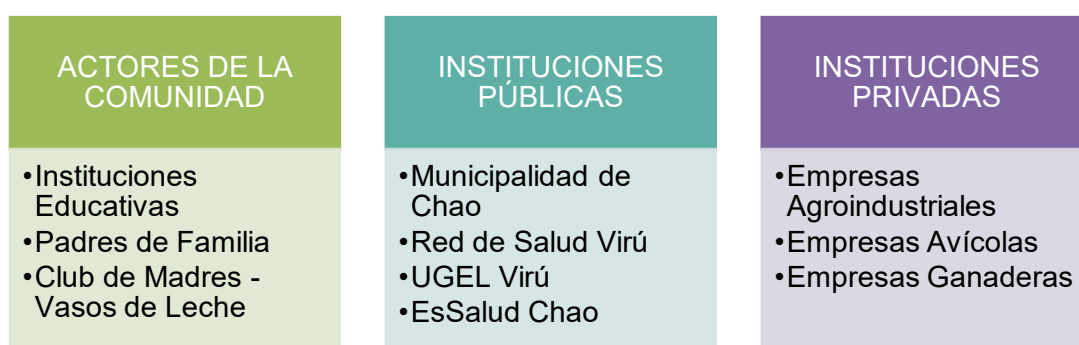 ACTORES DE LA
COMUNIDAD
•Instituciones
Educativas
•Padres de Familia
•Club de Madres -
Vasos de Leche
INSTITUCIONES
PÚBLICAS
•Municipalidad de
Chao
•Red de Salud Virú
•UGEL Virú
•EsSalud Chao
INSTITUCIONES
PRIVADAS
•Empresas
Agroindustriales
•Empresas Avícolas
•Empresas Ganaderas